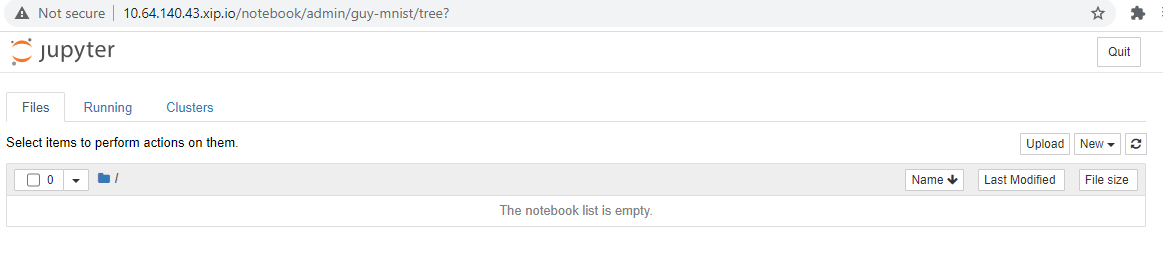 Not secure 10.64.140.43.xip.io/notebook/admin/guy-mnist/tree?
jupyter Quit
Files Running Clusters
Select items to perform actions on them. Upload New
0 / Name Last Modified File size
The notebook list is empty.